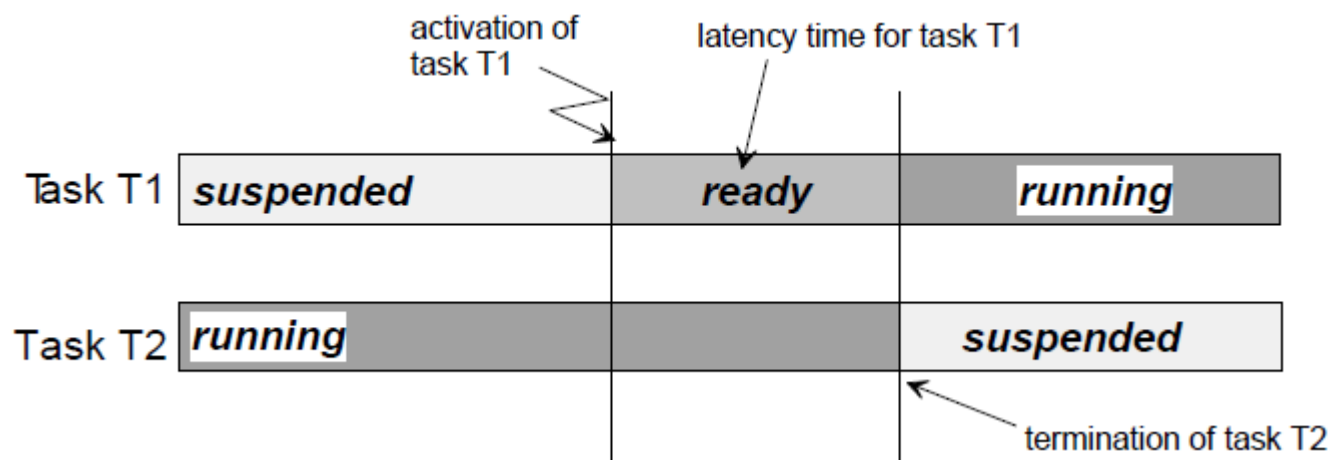 activation of
task T1
latency time for task T1
Task T1
suspended
ready
running
Task T2
running
suspended
termination of task T2